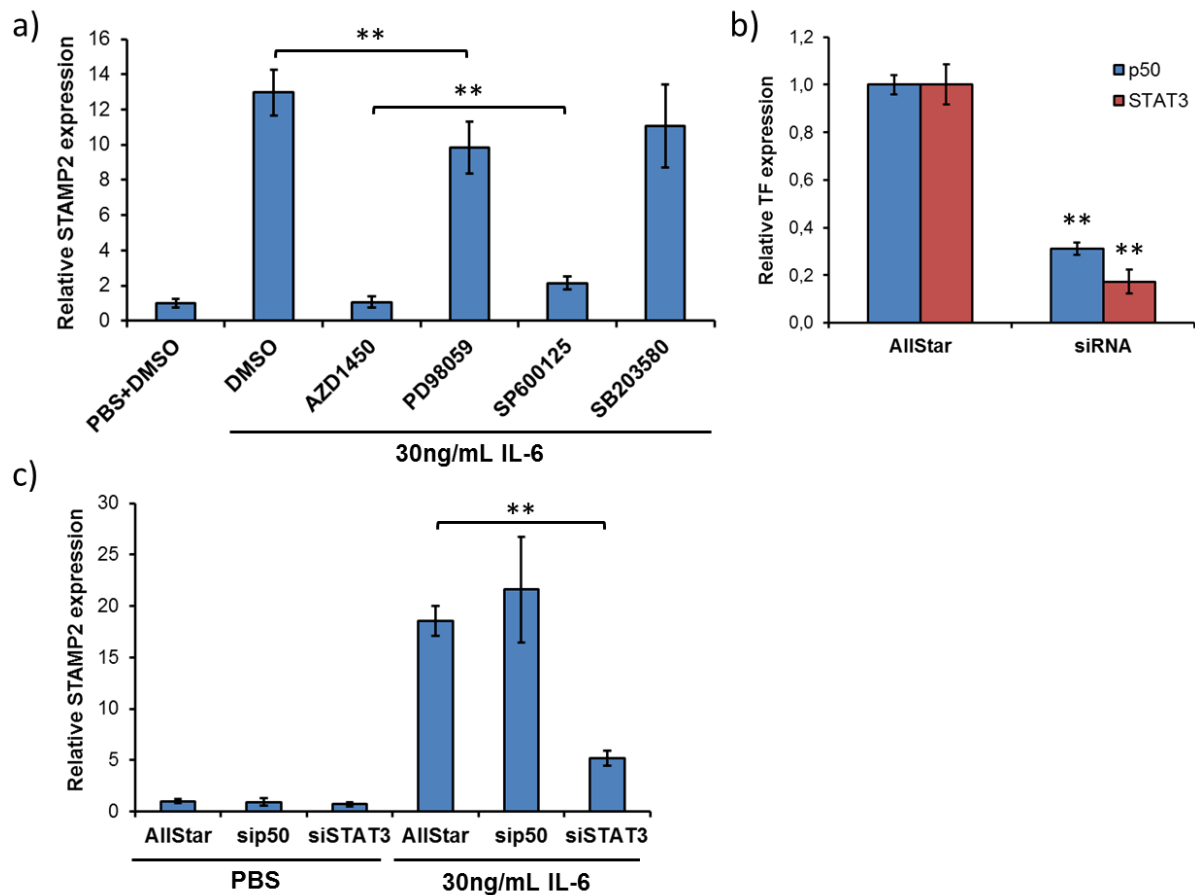 a)
Relative STAMP2 expression
16
14
12
10
8
6
4
2
0
**
**
PBS+DMSO
DMSO
AZD1450
PD98059
SP600125
SB203580
30ng/mL IL-6
b)
Relative TF expression
1,2
1,0
0,8
0,6
0,4
0,2
0,0
p50
STAT3
**
**
AllStar siRNA
c)
Relative STAMP2 expression
30
25
20
15
10
5
0
**
AllStar sip50 siSTAT3 AllStar sip50 siSTAT3
PBS 30ng/mL IL-6